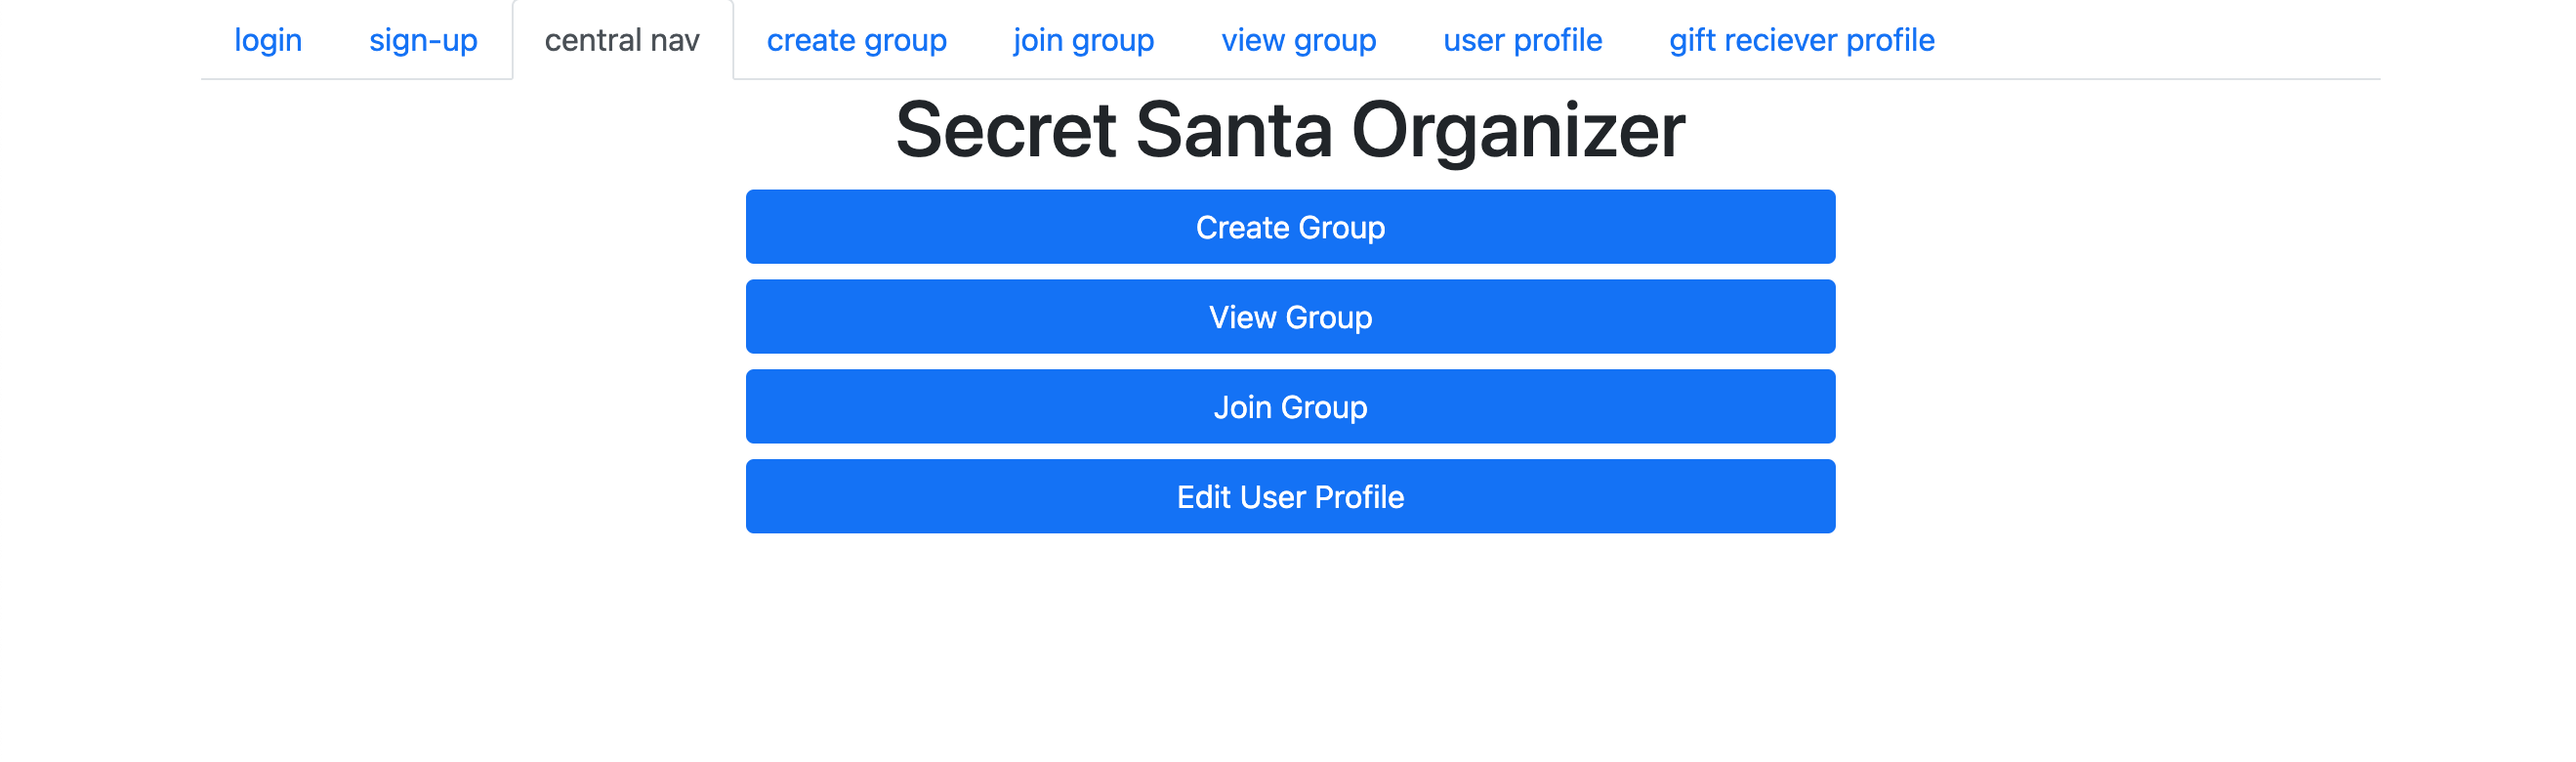 login sign-up central nav create group join group view group user profile gift reciever profile
Secret Santa Organizer
Create Group
View Group
Join Group
Edit User Profile